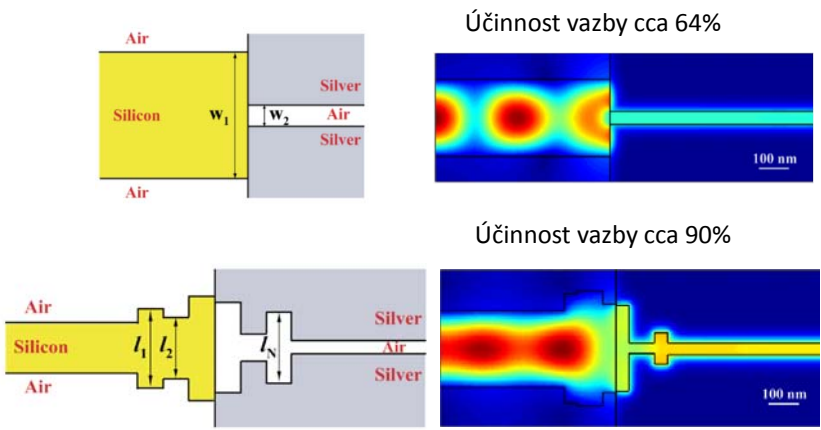 Účinnost vazby cca 64%
Air
Silver
Silicon
w1
w2
Air
Silver
Air
100 nm
Účinnost vazby cca 90%
Air
Silver
Silicon
l1
l2
lN
Air
Air
Silver
100 nm